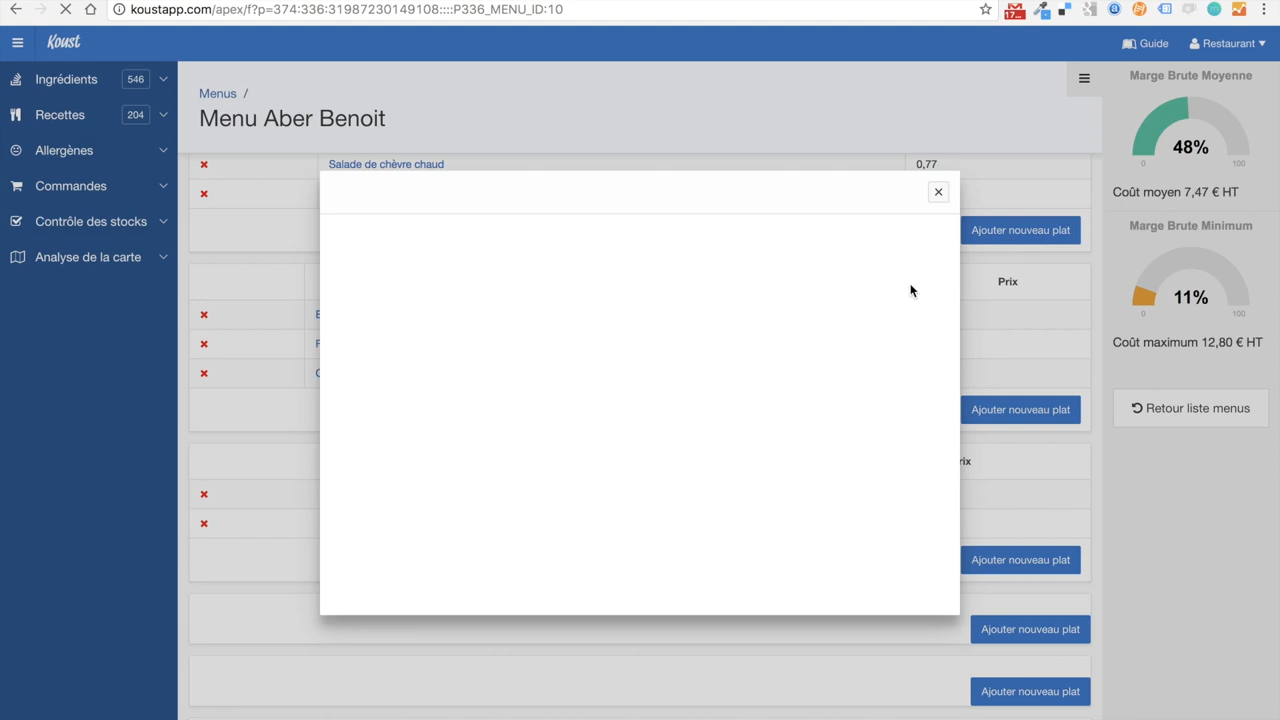 koustapp.com/apex/f?p=374:336:31987230149108::::P336_MENU_ID:10
17...
Koust
Guide
Restaurant
Ingrédients 546
Recettes 204
Allergènes
Commandes
Contrôle des stocks
Analyse de la carte
Menus /
Menu Aber Benoit
Salade de chèvre chaud 0,77
Ajouter nouveau plat
Prix
Ajouter nouveau plat
rix
Ajouter nouveau plat
Ajouter nouveau plat
Ajouter nouveau plat
Marge Brute Moyenne
48%
0 100
Coût moyen 7,47 € HT
Marge Brute Minimum
11%
0 100
Coût maximum 12,80 € HT
Retour liste menus